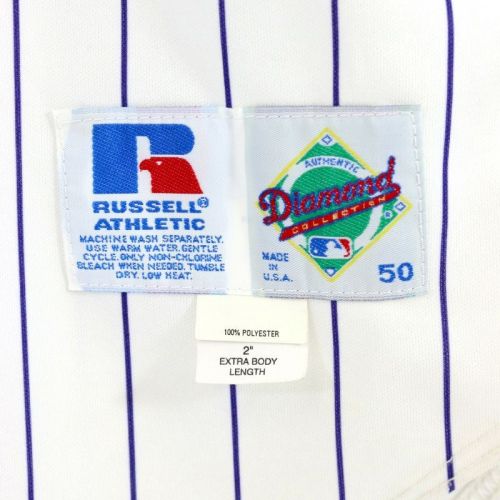 RUSSELL®
ATHLETIC
MACHINE WASH SEPARATELY.
USE WARM WATER. GENTLE
CYCLE. ONLY NON-CHLORINE
BLEACH WHEN NEEDED. TUMBLE
DRY. LOW HEAT.
AUTHENTIC
Diamond
COLLECTION
MADE
IN
U.S.A.
50
100% POLYESTER
2"
EXTRA BODY
LENGTH